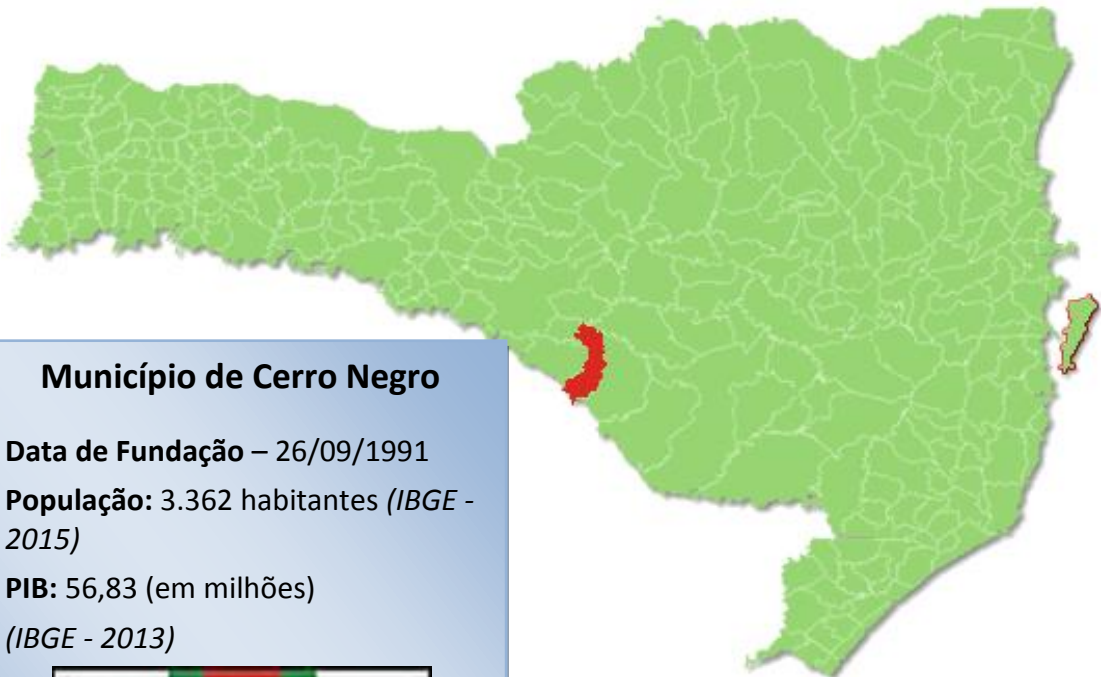 Município de Cerro Negro
Data de Fundação – 26/09/1991
População: 3.362 habitantes (IBGE -
2015)
PIB: 56,83 (em milhões)
(IBGE - 2013)